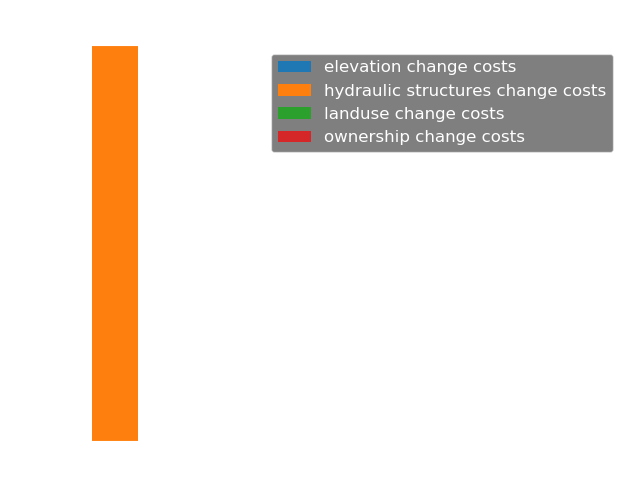 elevation change costs
hydraulic structures change costs
landuse change costs
ownership change costs